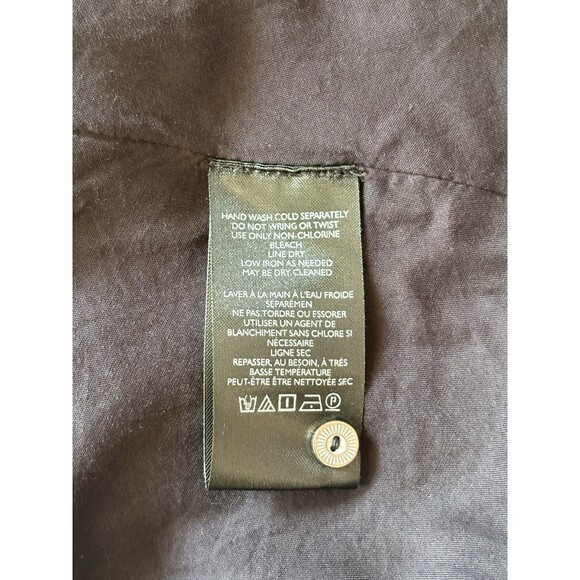 HAND WASH COLD SEPARATELY
DO NOT WRING OR TWIST
USE ONLY NON-CHLORINE
BLEACH
LINE DRY
LOW IRON AS NEEDED
MAY BE DRY CLEANED
LAVER À LA MAIN À L'EAU FROIDE
SEPARÉMEN
NE PAS TORDRE OU ESSORER
UTILISER UN AGENT DE
BLANCHIMENT SANS CHLORE SI
NÉCESSAIRE
LIGNE SEC
REPASSER, AU BESOIN, À TRÉS
BASSE TEMPÉRATURE
PEUT-ÊTRE ÊTRE NETTOYÉE SEC
P